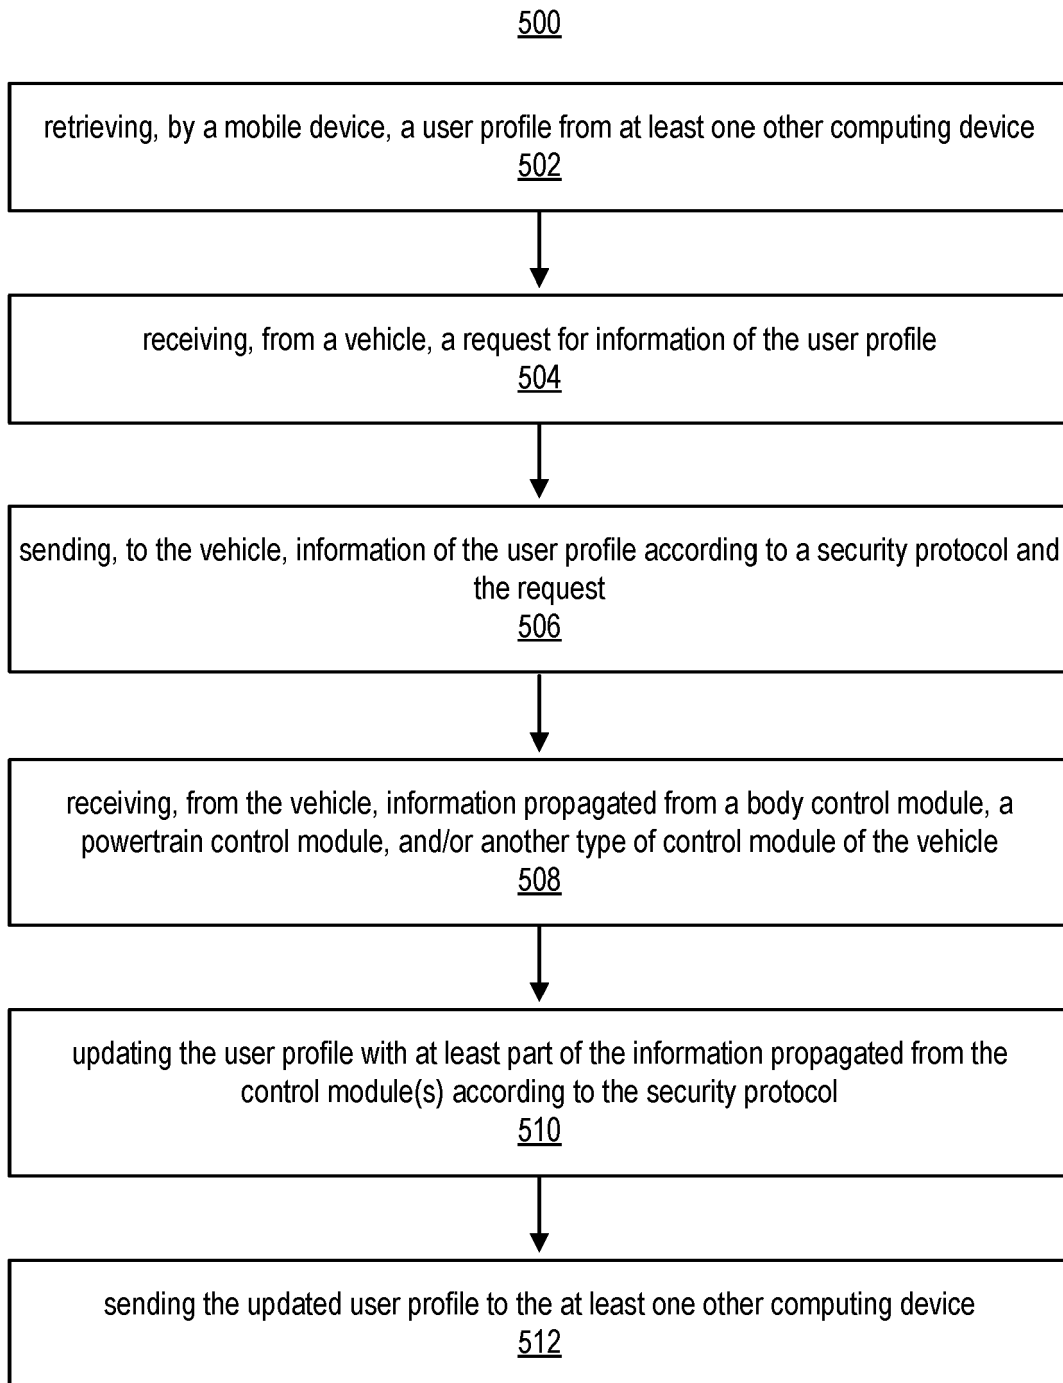 500
retrieving, by a mobile device, a user profile from at least one other computing device
502
receiving, from a vehicle, a request for information of the user profile
504
sending, to the vehicle, information of the user profile according to a security protocol and
the request
506
receiving, from the vehicle, information propagated from a body control module, a
powertrain control module, and/or another type of control module of the vehicle
508
updating the user profile with at least part of the information propagated from the
control module(s) according to the security protocol
510
sending the updated user profile to the at least one other computing device
512